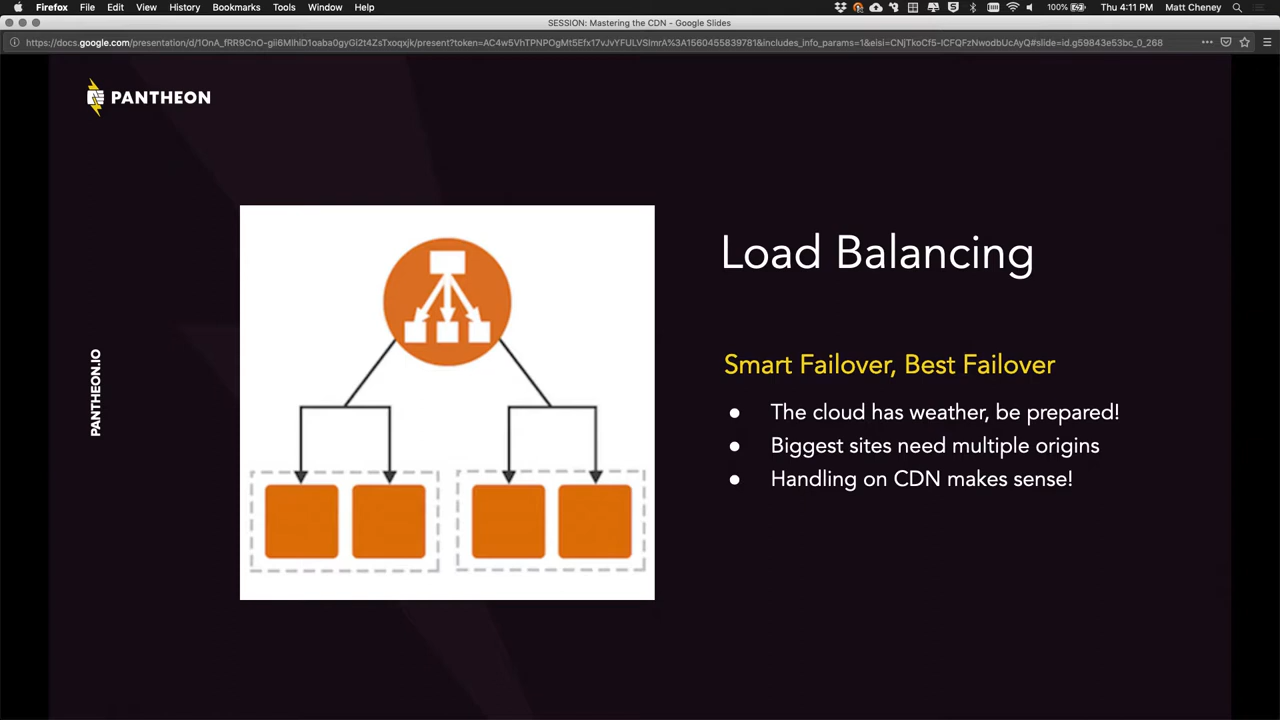 Firefox File Edit View History Bookmarks Tools Window Help 100% Thu 4:11 PM Matt Cheney
SESSION: Mastering the CDN - Google Slides
PANTHEON
PANTHEON.IO
Load Balancing
Smart Failover, Best Failover
● The cloud has weather, be prepared!
● Biggest sites need multiple origins
● Handling on CDN makes sense!